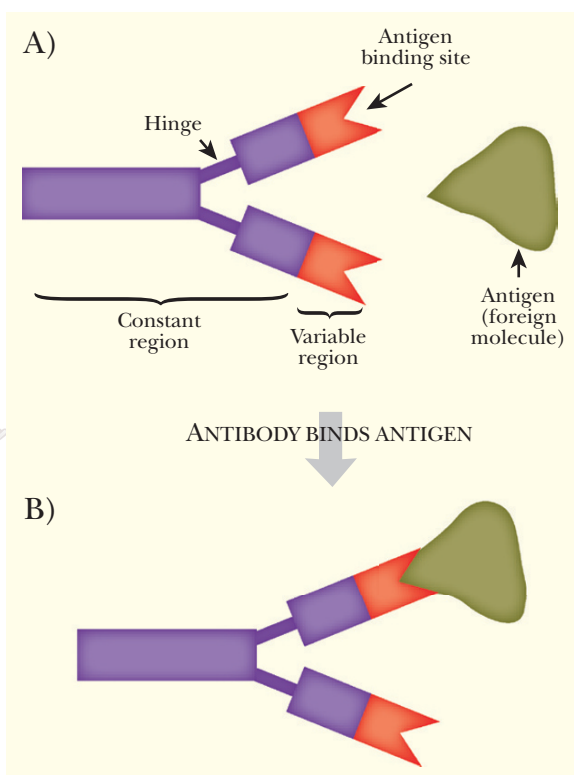 A)
Antigen
binding site
Hinge
Antigen
(foreign
molecule)
Constant
region
Variable
region
ANTIBODY BINDS ANTIGEN
B)